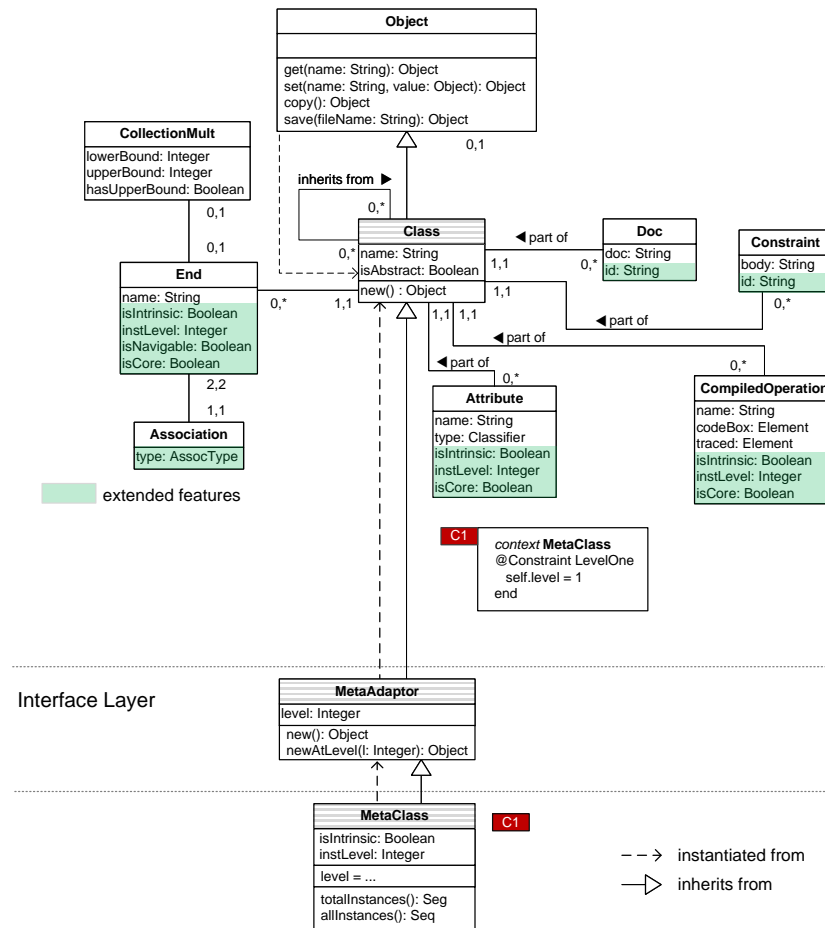 Object
get(name: String): Object
set(name: String, value: Object): Object
copy(): Object
save(fileName: String): Object
0,1
CollectionMult
lowerBound: Integer
upperBound: Integer
hasUpperBound: Boolean
0,1
0,1
inherits from ▶
0,*
0,*
Class
name: String
isAbstract: Boolean
new() : Object
◀ part of
1,1
0,*
Doc
doc: String
id: String
Constraint
body: String
id: String
1,1
0,*
◀ part of
End
name: String
isIntrinsic: Boolean
instLevel: Integer
isNavigable: Boolean
isCore: Boolean
0,*
1,1
1,1
1,1
◀ part of
0,*
◀ part of
0,*
2,2
1,1
Association
type: AssocType
extended features
Attribute
name: String
type: Classifier
isIntrinsic: Boolean
instLevel: Integer
isCore: Boolean
CompiledOperation
name: String
codeBox: Element
traced: Element
isIntrinsic: Boolean
instLevel: Integer
isCore: Boolean
C1
context MetaClass
@Constraint LevelOne
self.level = 1
end
Interface Layer
MetaAdaptor
level: Integer
new(): Object
newAtLevel(l: Integer): Object
MetaClass
isIntrinsic: Boolean
instLevel: Integer
level = ...
totalInstances(): Seg
allInstances(): Seq
C1
instantiated from
inherits from